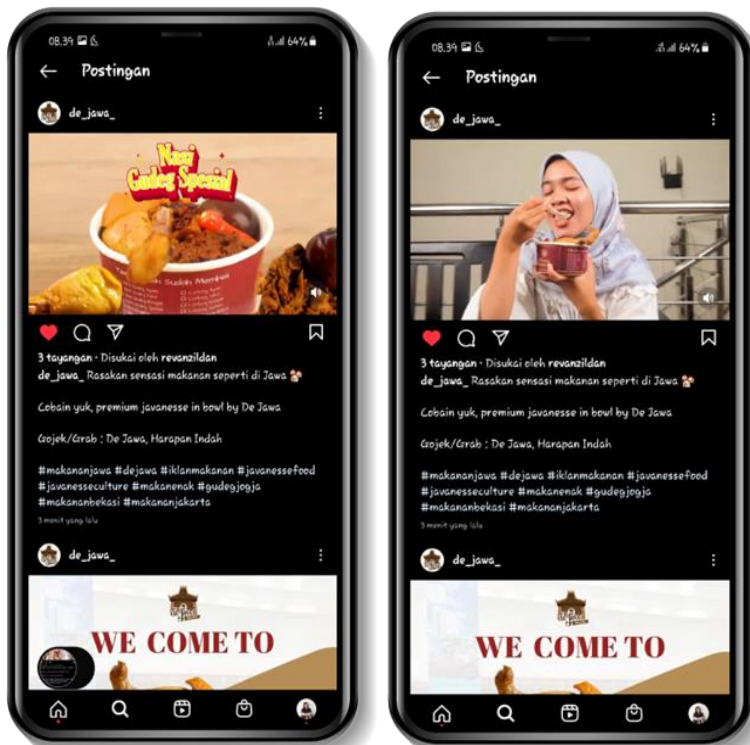 08.39
64%
Postingan
de_jawa_
Nasi
Gudeg Spesial
Sudah Membaca
3 tayangan · Disukai oleh revanzildan
de_jawa_ Rasakan sensasi makanan seperti di Jawa
Cobain yuk, premium javanesse in bowl by De Jawa
Gojek/Grab : De Jawa, Harapan Indah
#makananjawa #dejawa #iklanmakanan #javanessefood
#javanesseculture #makanenak #gudegjogja
#makananbekasi #makananjakarta
3 menit yang lalu
de_jawa_
WE COME TO
08.39
64%
Postingan
de_jawa_
3 tayangan · Disukai oleh revanzildan
de_jawa_ Rasakan sensasi makanan seperti di Jawa
Cobain yuk, premium javanesse in bowl by De Jawa
Gojek/Grab : De Jawa, Harapan Indah
#makananjawa #dejawa #iklanmakanan #javanessefood
#javanesseculture #makanenak #gudegjogja
#makananbekasi #makananjakarta
3 menit yang lalu
de_jawa_
WE COME TO